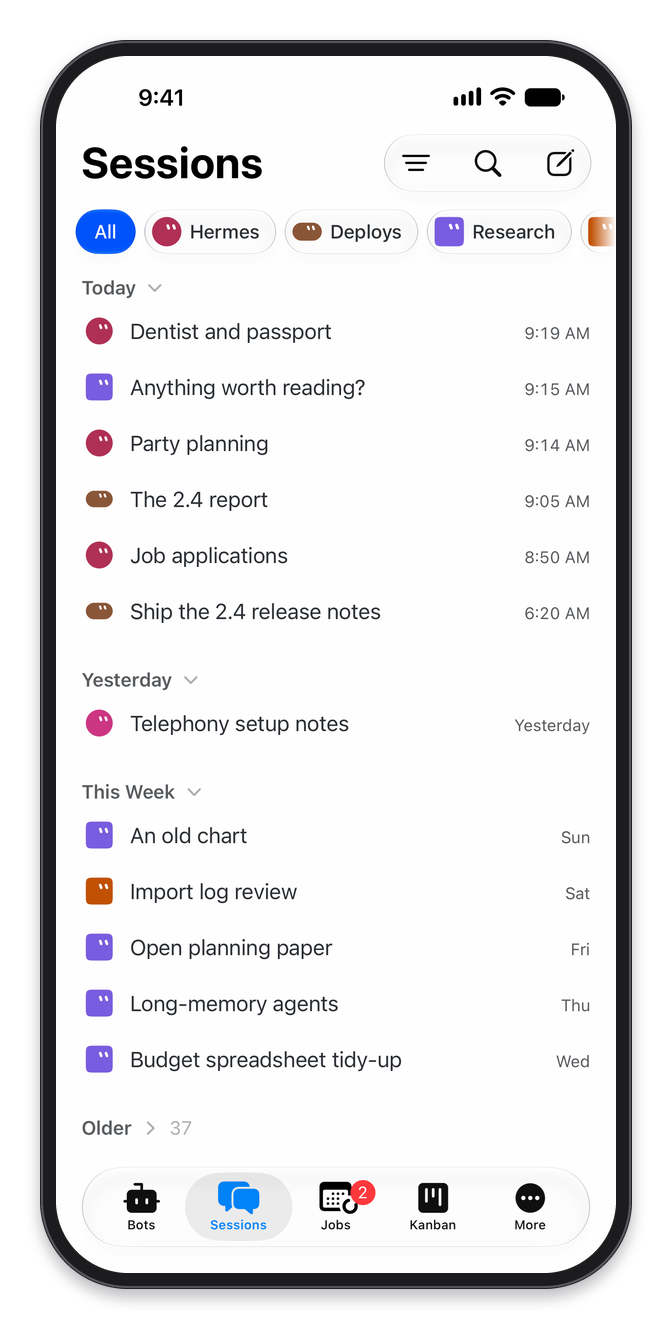 9:41
Sessions
All Hermes Deploys Research
Today
Dentist and passport 9:19 AM
Anything worth reading? 9:15 AM
Party planning 9:14 AM
The 2.4 report 9:05 AM
Job applications 8:50 AM
Ship the 2.4 release notes 6:20 AM
Yesterday
Telephony setup notes Yesterday
This Week
An old chart Sun
Import log review Sat
Open planning paper Fri
Long-memory agents Thu
Budget spreadsheet tidy-up Wed
Older 37
2
Bots Sessions Jobs Kanban More